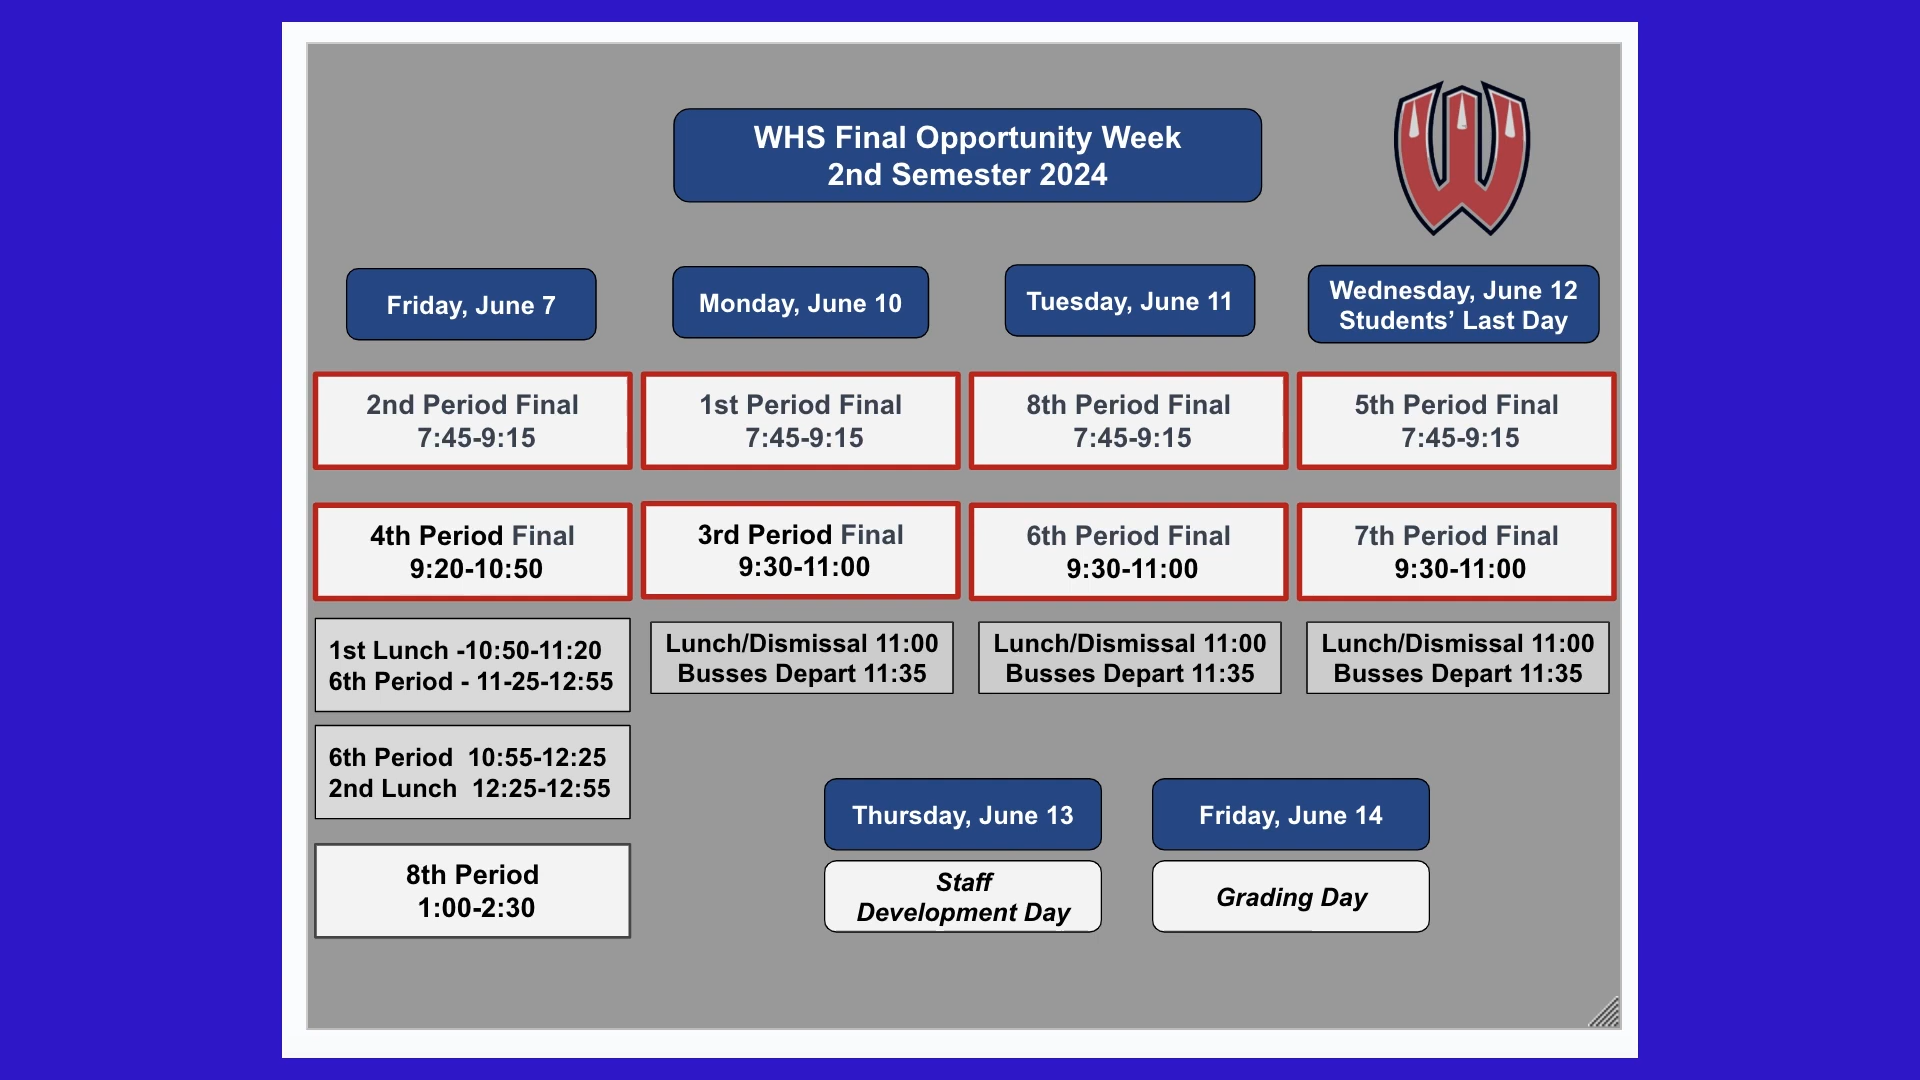 WHS Final Opportunity Week
2nd Semester 2024
W
Friday, June 7
Monday, June 10
Tuesday, June 11
Wednesday, June 12
Students’ Last Day
2nd Period Final
7:45-9:15
1st Period Final
7:45-9:15
8th Period Final
7:45-9:15
5th Period Final
7:45-9:15
4th Period Final
9:20-10:50
3rd Period Final
9:30-11:00
6th Period Final
9:30-11:00
7th Period Final
9:30-11:00
1st Lunch -10:50-11:20
6th Period - 11-25-12:55
Lunch/Dismissal 11:00
Busses Depart 11:35
Lunch/Dismissal 11:00
Busses Depart 11:35
Lunch/Dismissal 11:00
Busses Depart 11:35
6th Period 10:55-12:25
2nd Lunch 12:25-12:55
8th Period
1:00-2:30
Thursday, June 13
Staff
Development Day
Friday, June 14
Grading Day